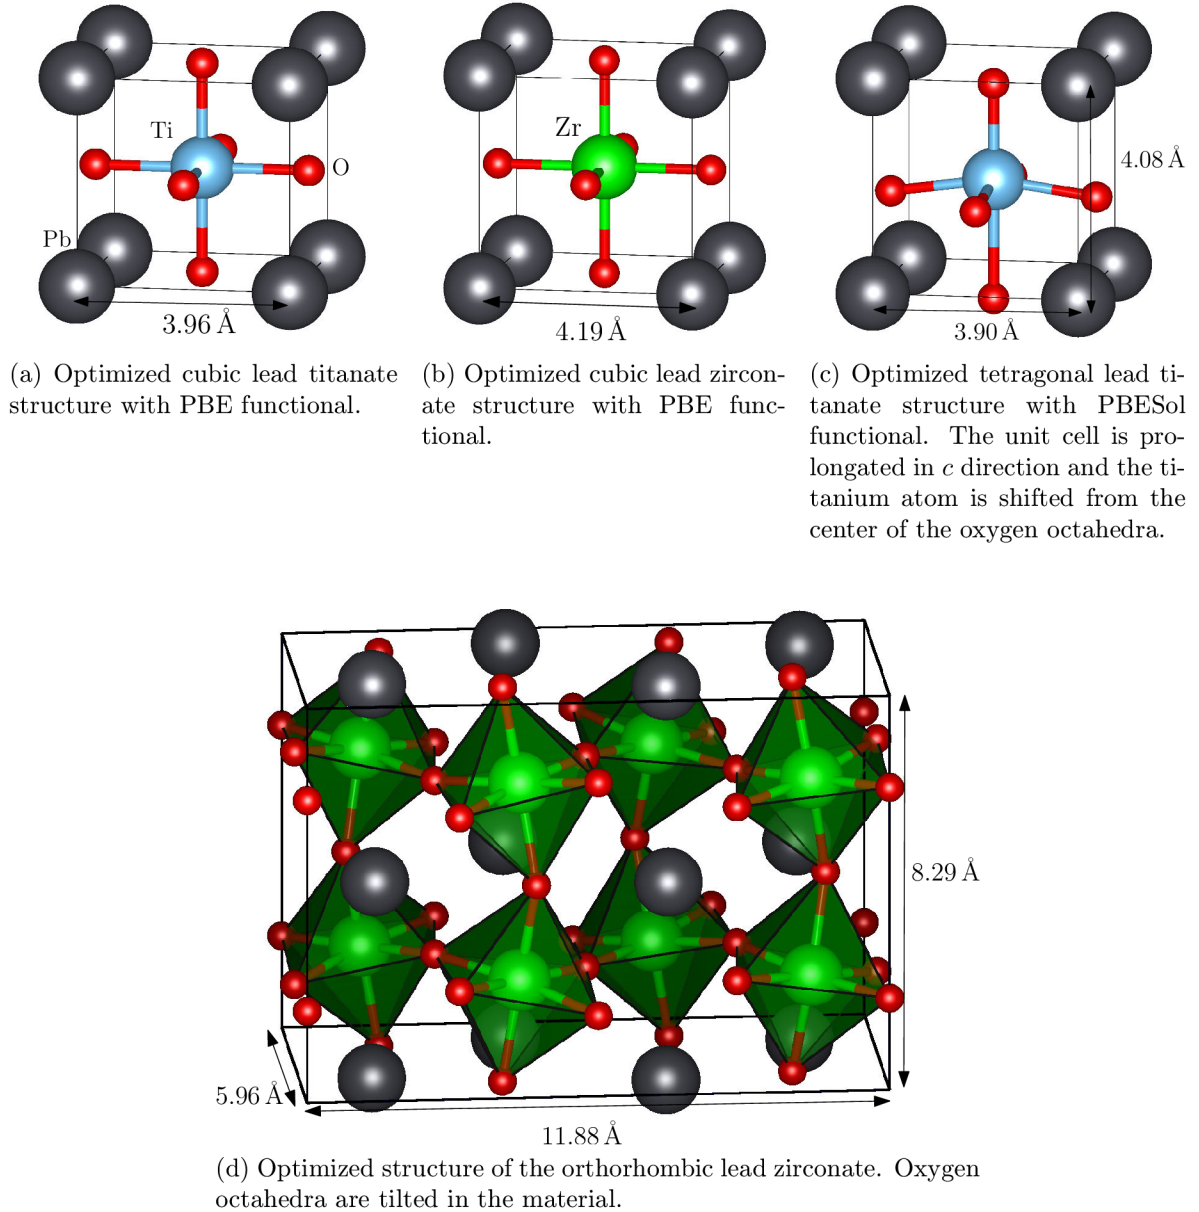 Ti
O
Pb
3.96 Å
Zr
4.19 Å
4.08 Å
3.90 Å
(a) Optimized cubic lead titanate
structure with PBE functional.
(b) Optimized cubic lead zircon-
ate structure with PBE func-
tional.
(c) Optimized tetragonal lead ti-
tanate structure with PBESol
functional. The unit cell is pro-
longated in c direction and the ti-
tanium atom is shifted from the
center of the oxygen octahedra.
8.29 Å
5.96 Å
11.88 Å
(d) Optimized structure of the orthorhombic lead zirconate. Oxygen
octahedra are tilted in the material.